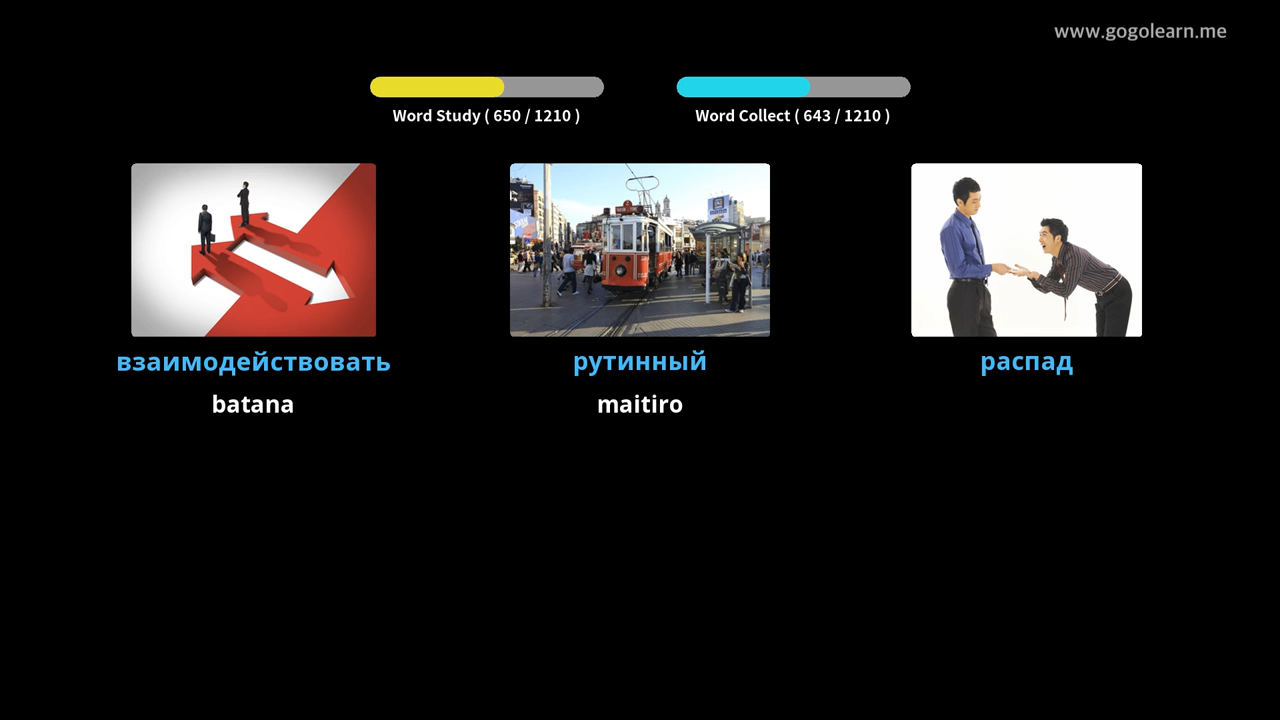 www.gogolearn.me
Word Study ( 650 / 1210 )
Word Collect ( 643 / 1210 )
взаимодействовать
рутинный
распад
batana
maitiro